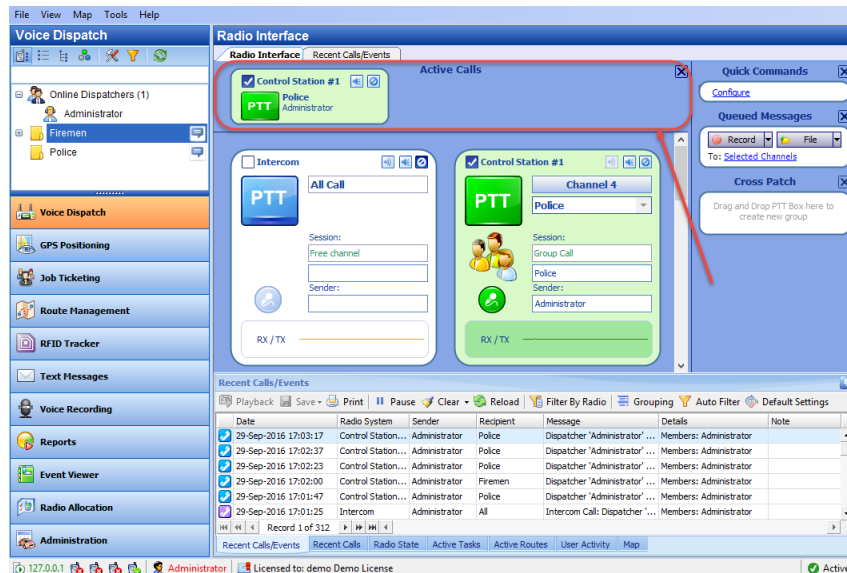 File View Map Tools Help
Voice Dispatch
Online Dispatchers (1)
Administrator
Firemen
Police
Voice Dispatch
GPS Positioning
Job Ticketing
Route Management
RFID Tracker
Text Messages
Voice Recording
Reports
Event Viewer
Radio Allocation
Administration
Radio Interface
Radio Interface Recent Calls/Events
Active Calls
Control Station #1
PTT Police
Administrator
Intercom
PTT All Call
Session:
Free channel
Sender:
RX / TX
Control Station #1
Channel 4
PTT Police
Session:
Group Call
Police
Sender:
Administrator
RX / TX
Quick Commands
Configure
Queued Messages
Record File
To: Selected Channels
Cross Patch
Drag and Drop PTT Box here to
create new group
Recent Calls/Events
Playback Save Print Pause Clear Reload Filter By Radio Grouping Auto Filter Default Settings
Date Radio System Sender Recipient Message Details Note
29-Sep-2016 17:03:17 Control Station... Administrator Police Dispatcher 'Administrator' ... Members: Administrator
29-Sep-2016 17:02:37 Control Station... Administrator Police Dispatcher 'Administrator' ... Members: Administrator
29-Sep-2016 17:02:23 Control Station... Administrator Police Dispatcher 'Administrator' ... Members: Administrator
29-Sep-2016 17:02:00 Control Station... Administrator Firemen Dispatcher 'Administrator' ... Members: Administrator
29-Sep-2016 17:01:47 Control Station... Administrator Police Dispatcher 'Administrator' ... Members: Administrator
29-Sep-2016 17:01:25 Intercom Administrator All Intercom Call: Dispatcher '... Members: Administrator
Record 1 of 312
Recent Calls/Events Recent Calls Radio State Active Tasks Active Routes User Activity Map
127.0.0.1 Administrator Licensed to: demo Demo License Active